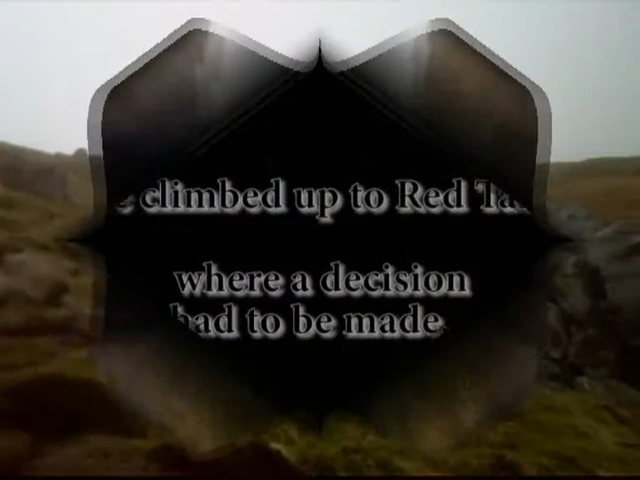 climbed up to Red
where a decision
had to be made